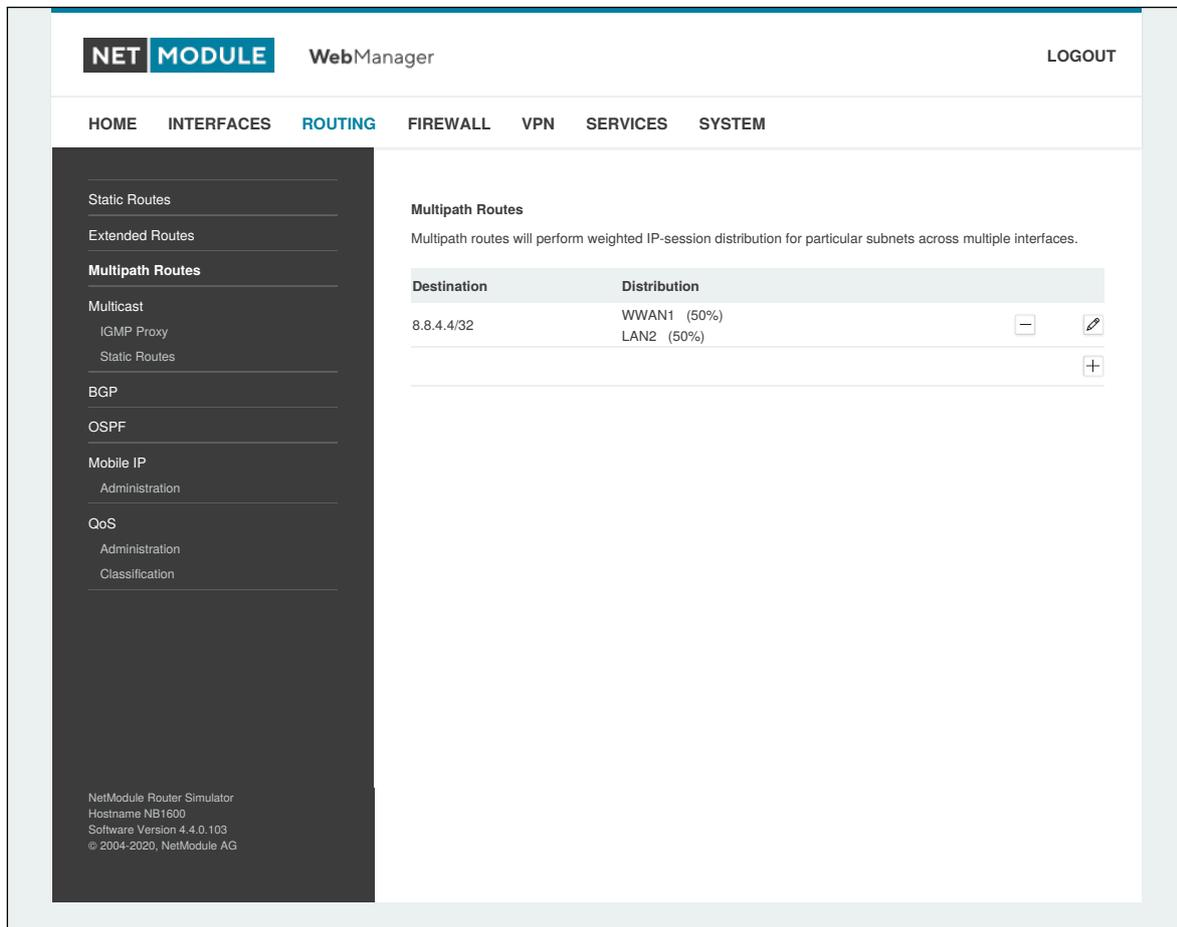 NET MODULE WebManager LOGOUT
HOME INTERFACES ROUTING FIREWALL VPN SERVICES SYSTEM
Static Routes
Extended Routes
Multipath Routes
Multicast
IGMP Proxy
Static Routes
BGP
OSPF
Mobile IP
Administration
QoS
Administration
Classification
NetModule Router Simulator
Hostname NB1600
Software Version 4.4.0.103
© 2004-2020, NetModule AG
Multipath Routes
Multipath routes will perform weighted IP-session distribution for particular subnets across multiple interfaces.
Destination Distribution
8.8.4.4/32 WWAN1 (50%)
LAN2 (50%)